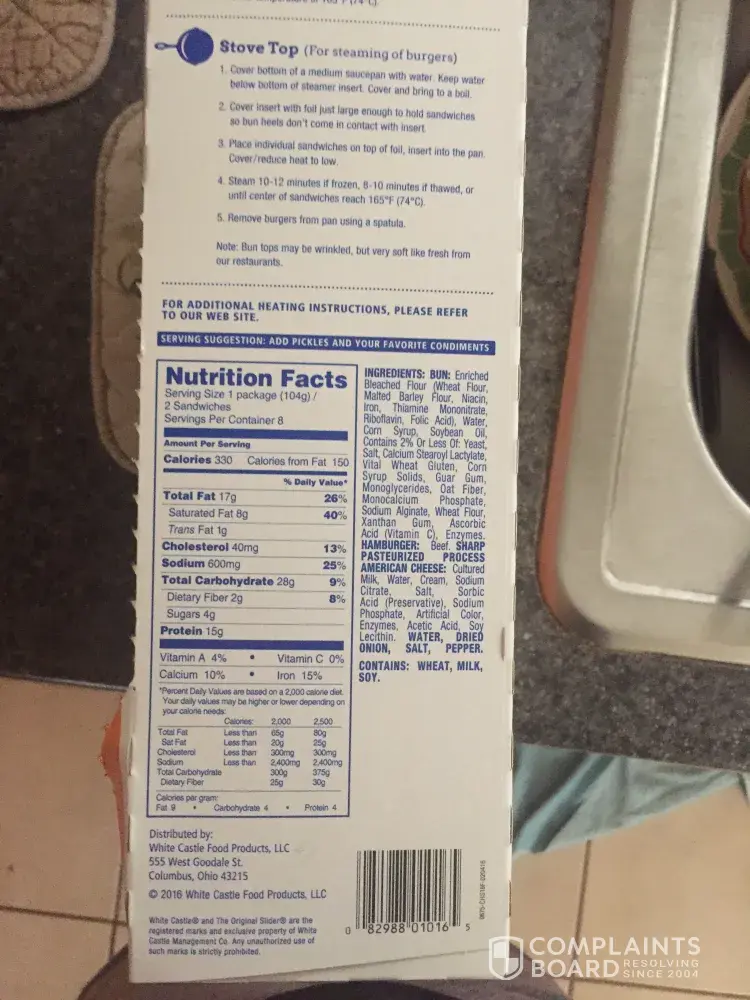 Stove Top (For steaming of burgers)
1. Cover bottom of a medium saucepan with water. Keep water
below bottom of steamer insert. Cover and bring to a boil.
2. Cover insert with foil just large enough to hold sandwiches
so bun heels don't come in contact with insert.
3. Place individual sandwiches on top of foil, insert into the pan.
Cover/reduce heat to low.
4. Steam 10-12 minutes if frozen, 8-10 minutes if thawed, or
until center of sandwiches reach 165°F (74°C).
5. Remove burgers from pan using a spatula.
Note: Bun tops may be wrinkled, but very soft like fresh from
our restaurants.
FOR ADDITIONAL HEATING INSTRUCTIONS, PLEASE REFER
TO OUR WEB SITE.
SERVING SUGGESTION: ADD PICKLES AND YOUR FAVORITE CONDIMENTS
Nutrition Facts
Serving Size 1 package (104g) /
2 Sandwiches
Servings Per Container 8
Amount Per Serving
Calories 330 Calories from Fat 150
% Daily Value*
Total Fat 17g 26%
Saturated Fat 8g 40%
Trans Fat 1g
Cholesterol 40mg 13%
Sodium 600mg 25%
Total Carbohydrate 28g 9%
Dietary Fiber 2g 8%
Sugars 4g
Protein 15g
Vitamin A 4% • Vitamin C 0%
Calcium 10% • Iron 15%
*Percent Daily Values are based on a 2,000 calorie diet.
Your daily values may be higher or lower depending on
your calorie needs:
Calories: 2,000 2,500
Total Fat Less than 65g 80g
Sat Fat Less than 20g 25g
Cholesterol Less than 300mg 300mg
Sodium Less than 2,400mg 2,400mg
Total Carbohydrate 300g 375g
Dietary Fiber 25g 30g
Calories per gram:
Fat 9 • Carbohydrate 4 • Protein 4
INGREDIENTS: BUN: Enriched
Bleached Flour (Wheat Flour,
Malted Barley Flour, Niacin,
Iron, Thiamine Mononitrate,
Riboflavin, Folic Acid), Water,
Corn Syrup, Soybean Oil,
Contains 2% Or Less Of: Yeast,
Salt, Calcium Stearoyl Lactylate,
Vital Wheat Gluten, Corn
Syrup Solids, Guar Gum,
Monoglycerides, Oat Fiber,
Monocalcium Phosphate,
Sodium Alginate, Wheat Flour,
Xanthan Gum, Ascorbic
Acid (Vitamin C), Enzymes.
HAMBURGER: Beef. SHARP
PASTEURIZED PROCESS
AMERICAN CHEESE: Cultured
Milk, Water, Cream, Sodium
Citrate, Salt, Sorbic
Acid (Preservative), Sodium
Phosphate, Artificial Color,
Enzymes, Acetic Acid, Soy
Lecithin. WATER, DRIED
ONION, SALT, PEPPER.
CONTAINS: WHEAT, MILK,
SOY.
Distributed by:
White Castle Food Products, LLC
555 West Goodale St.
Columbus, Ohio 43215
© 2016 White Castle Food Products, LLC
White Castle® and The Original Slider® are the
registered marks and exclusive property of White
Castle Management Co. Any unauthorized use of
such marks is strictly prohibited.
0 82988 01016 5
COMPLAINTS
BOARD RESOLVING
SINCE 2004